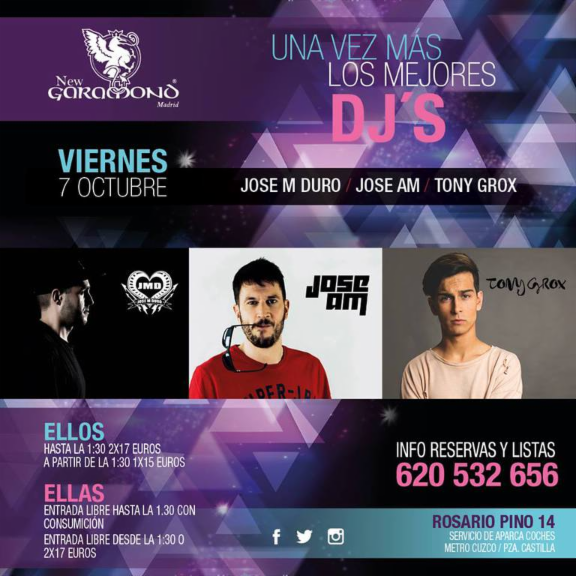 New
GARAMOND®
Madrid
UNA VEZ MÁS
LOS MEJORES
DJ´S
VIERNES
7 OCTUBRE
JOSE M DURO / JOSE AM / TONY GROX
JMD
JOSE M DURO
JOSE
AM
TONY GROX
SUPER-
ELLOS
HASTA LA 1:30 2X17 EUROS
A PARTIR DE LA 1:30 1X15 EUROS
ELLAS
ENTRADA LIBRE HASTA LA 1.30 CON
CONSUMICIÓN
ENTRADA LIBRE DESDE LA 1:30 O
2X17 EUROS
INFO RESERVAS Y LISTAS
620 532 656
ROSARIO PINO 14
SERVICIO DE APARCA COCHES
METRO CUZCO / PZA. CASTILLA